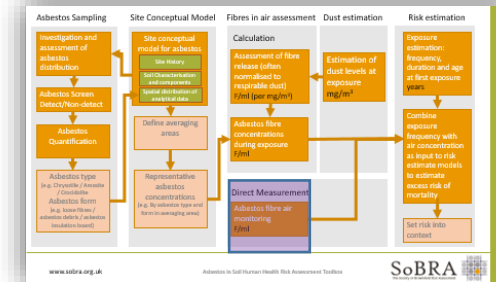 Asbestos Sampling
Investigation and
assessment of
asbestos
distribution
Asbestos Screen
Detect/Non-detect
Asbestos
Quantification
Asbestos type
(e.g. Chrysotile / Amosite /
Crocidolite)
Asbestos form
(e.g. loose fibres /
asbestos debris / asbestos
insulation board)
Site Conceptual Model
Site conceptual
model for asbestos
Site history
Soil Characterisation
and components
Spatial distribution of
analytical data
Define averaging
areas
Representative
asbestos
concentrations
(e.g. By asbestos type and
form in averaging area)
Fibres in air assessment
Calculation
Assessment of fibre
release (often
normalised to
respirable dust)
F/ml (per mg/m³)
Asbestos fibre
concentrations
during exposure
F/ml
Direct Measurement
Asbestos fibre air
monitoring
F/ml
Dust estimation
Estimation of
dust levels at
exposure
mg/m³
Risk estimation
Exposure
estimation:
frequency,
duration and age
at first exposure
years
Combine
exposure
frequency with
air concentration
as input to risk
estimate models
to estimate
excess risk of
mortality
Set risk into
context
www.sobra.org.uk
Asbestos in Soil Human Health Risk Assessment Toolbox
SoBRA